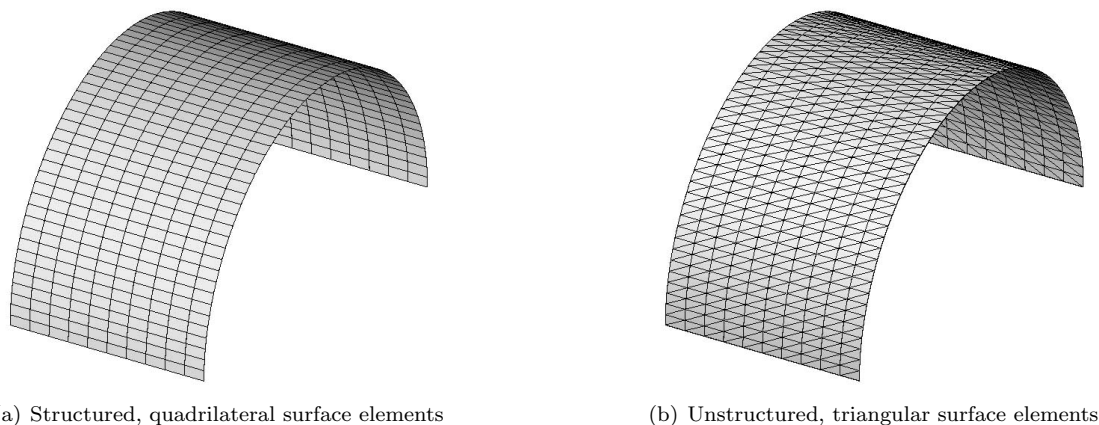 a) Structured, quadrilateral surface elements
(b) Unstructured, triangular surface elements